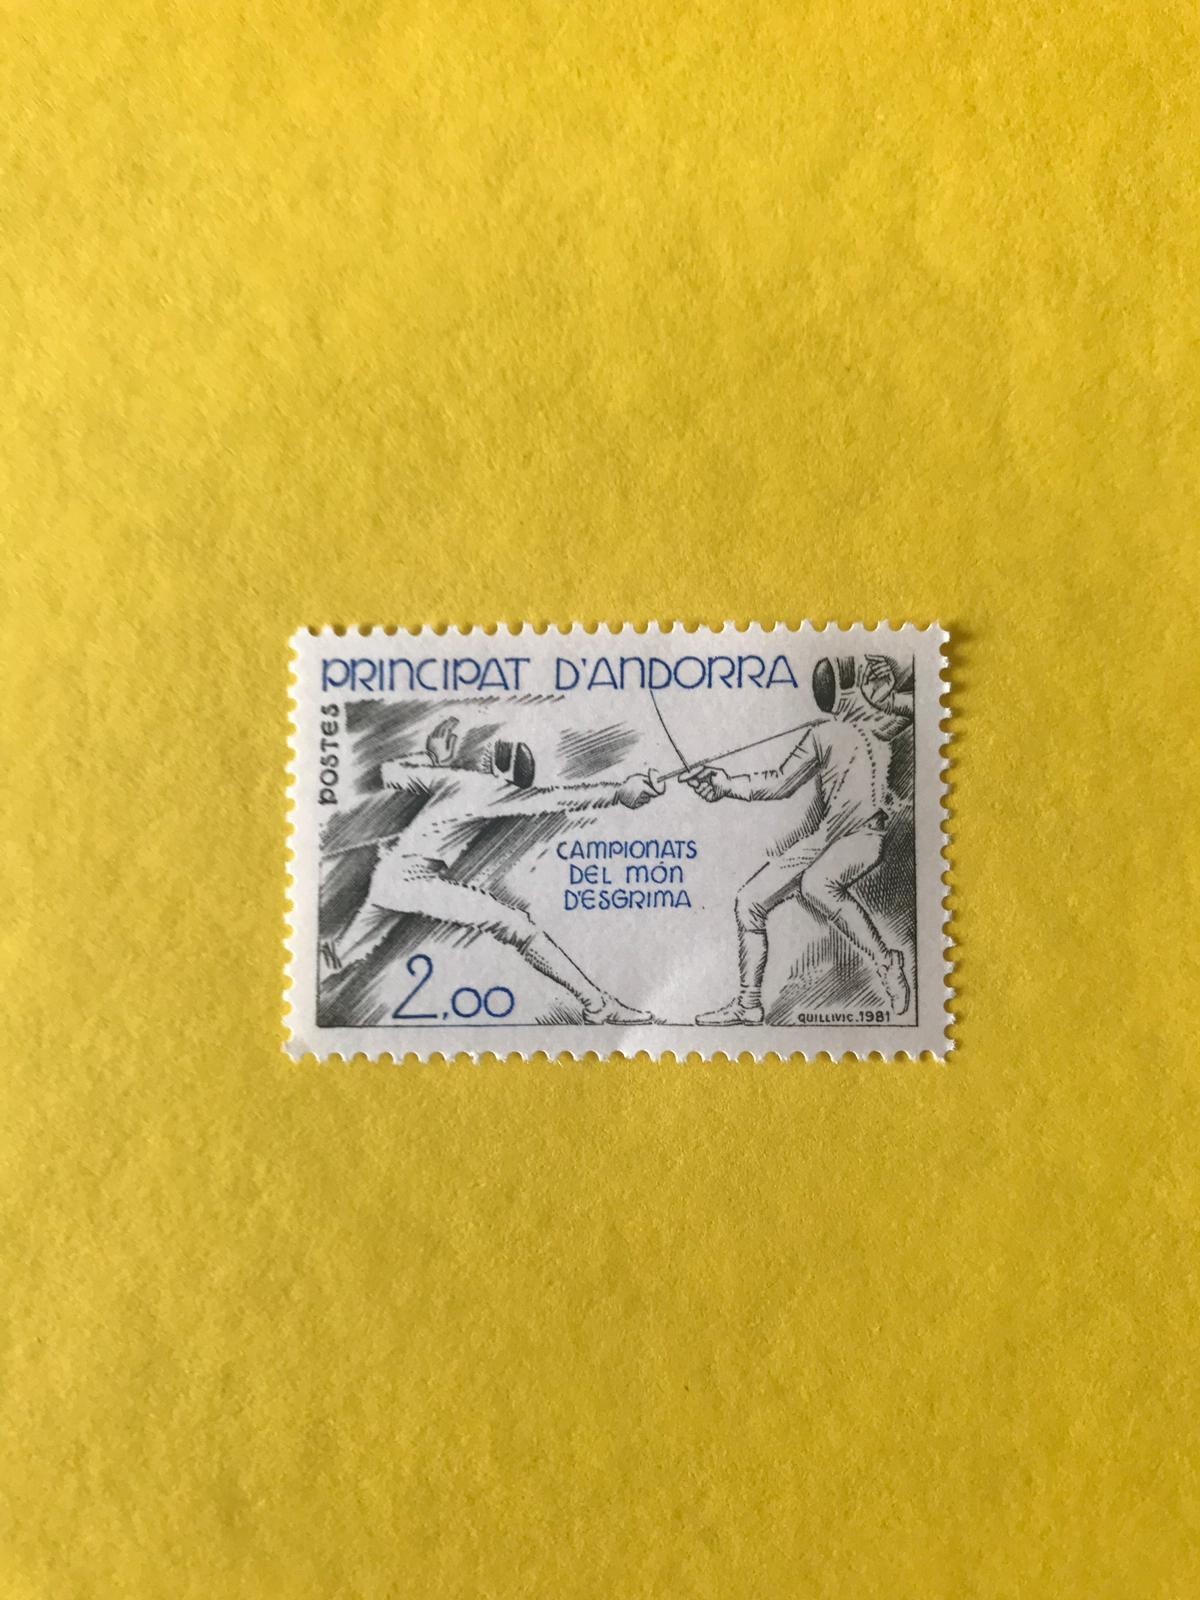 PRINCIPAT D'ANDORRA
POSTES
CAMPIONATS
DEL MÓN
D'ESGRIMA
2,00
QUILLIVIC.1981